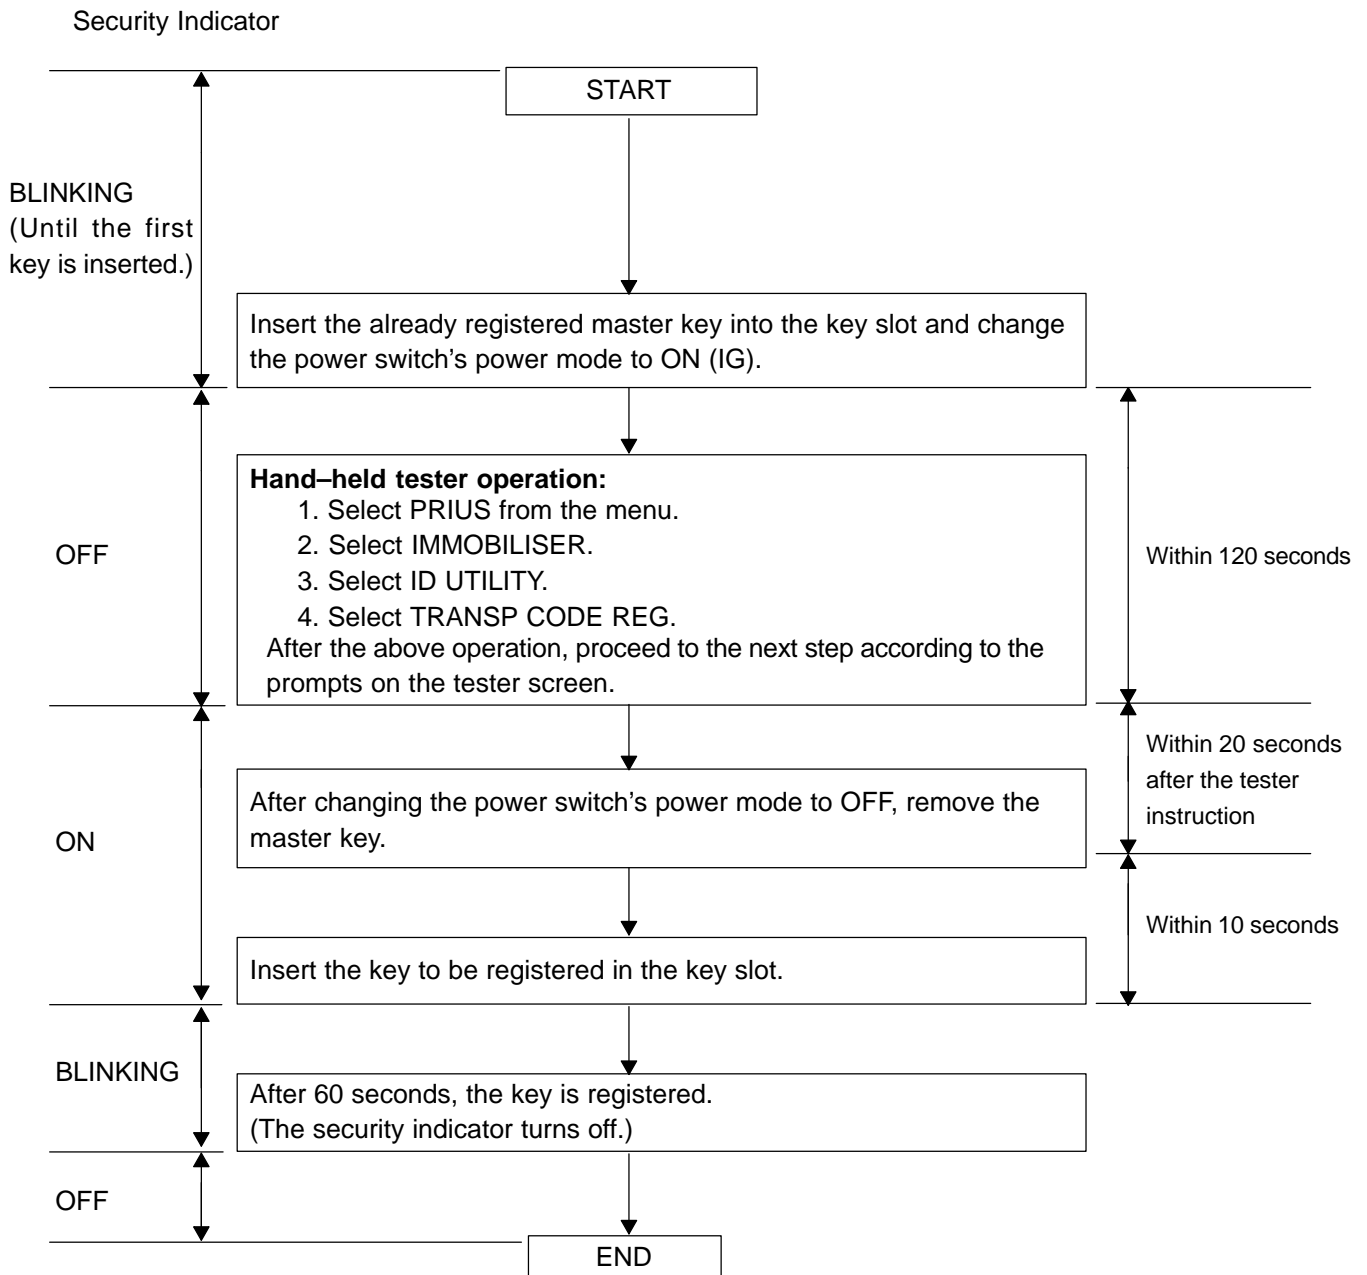 Security Indicator
START
BLINKING
(Until the first
key is inserted.)
Insert the already registered master key into the key slot and change
the power switch’s power mode to ON (IG).
Hand–held tester operation:
1. Select PRIUS from the menu.
2. Select IMMOBILISER.
3. Select ID UTILITY.
4. Select TRANSP CODE REG.
After the above operation, proceed to the next step according to the
prompts on the tester screen.
OFF
Within 120 seconds
Within 20 seconds
after the tester
instruction
After changing the power switch’s power mode to OFF, remove the
master key.
ON
Within 10 seconds
Insert the key to be registered in the key slot.
BLINKING
After 60 seconds, the key is registered.
(The security indicator turns off.)
OFF
END